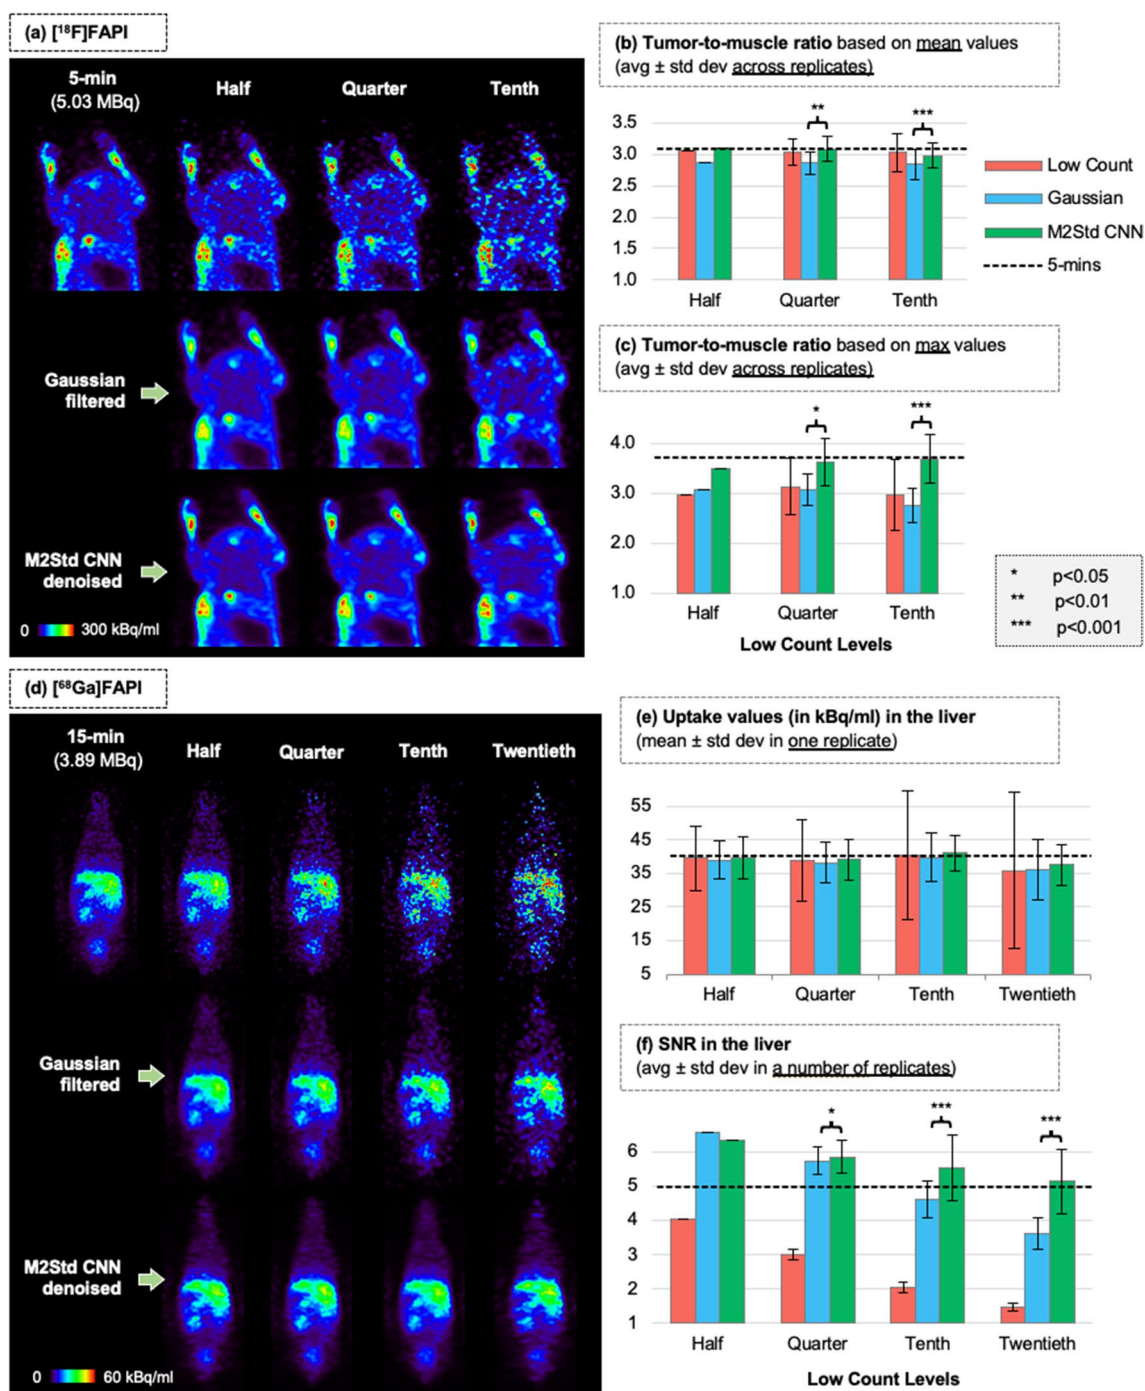 (a) [¹⁸F]FAPI
5-min
(5.03 MBq)
Half
Quarter
Tenth
Gaussian
filtered
M2Std CNN
denoised
0
300 kBq/ml
(b) Tumor-to-muscle ratio based on mean values
(avg ± std dev across replicates)
**
***
3.5
3.0
2.5
2.0
1.5
1.0
Half
Quarter
Tenth
Low Count
Gaussian
M2Std CNN
5-mins
(c) Tumor-to-muscle ratio based on max values
(avg ± std dev across replicates)
*
***
4.0
3.0
2.0
1.0
Half
Quarter
Tenth
Low Count Levels
* p<0.05
** p<0.01
*** p<0.001
(d) [⁶⁸Ga]FAPI
15-min
(3.89 MBq)
Half
Quarter
Tenth
Twentieth
Gaussian
filtered
M2Std CNN
denoised
0
60 kBq/ml
(e) Uptake values (in kBq/ml) in the liver
(mean ± std dev in one replicate)
55
45
35
25
15
5
Half
Quarter
Tenth
Twentieth
(f) SNR in the liver
(avg ± std dev in a number of replicates)
*
***
***
6
5
4
3
2
1
Half
Quarter
Tenth
Twentieth
Low Count Levels